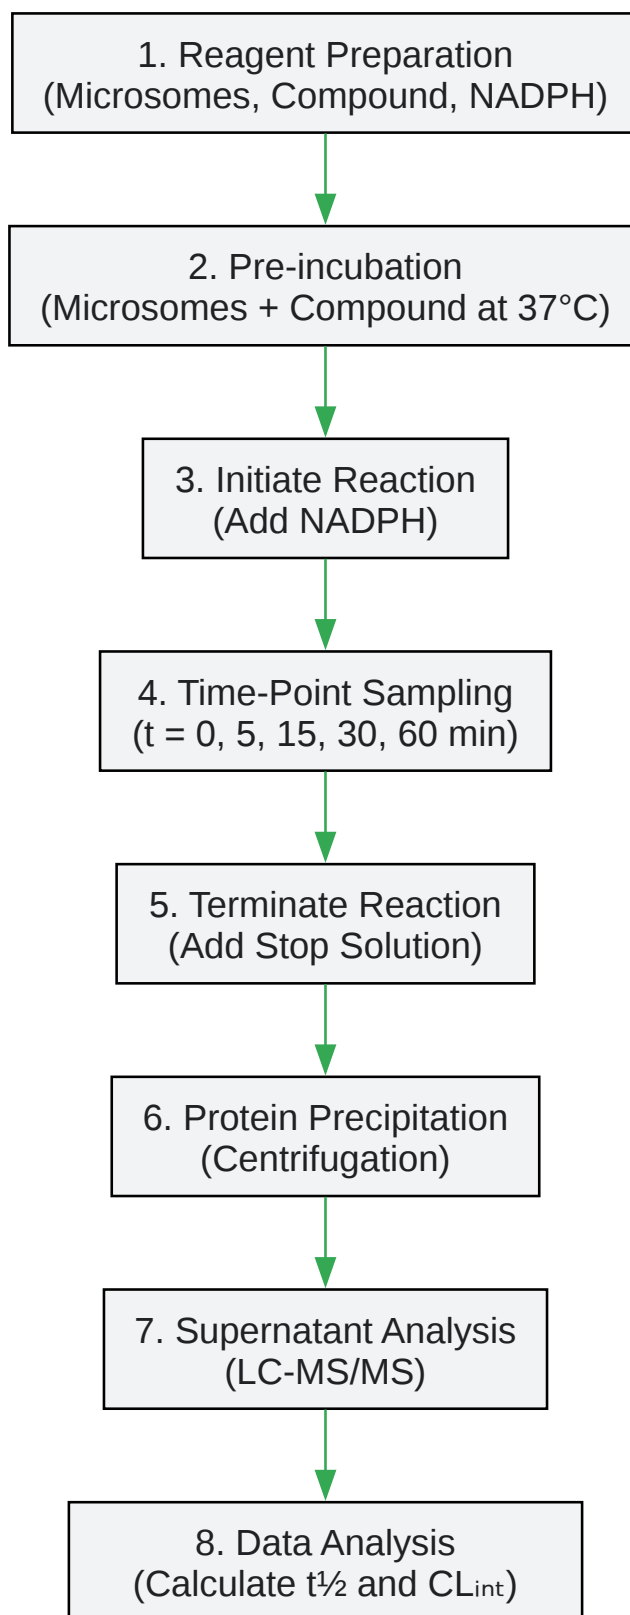 1. Reagent Preparation
(Microsomes, Compound, NADPH)
2. Pre-incubation
(Microsomes + Compound at 37°C)
3. Initiate Reaction
(Add NADPH)
4. Time-Point Sampling
(t = 0, 5, 15, 30, 60 min)
5. Terminate Reaction
(Add Stop Solution)
6. Protein Precipitation
(Centrifugation)
7. Supernatant Analysis
(LC-MS/MS)
8. Data Analysis
(Calculate t½ and CLᵢₙₜ)